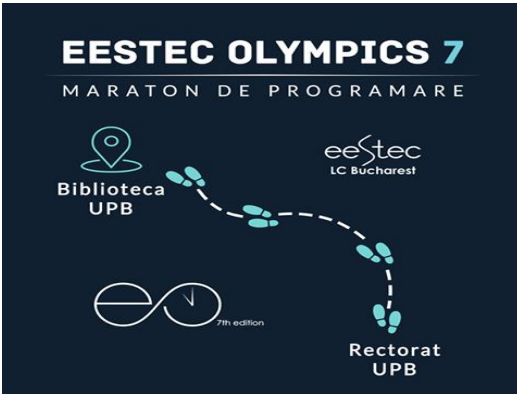 EESTEC OLYMPICS 7
MARATON DE PROGRAMARE
eestec
LC Bucharest
Biblioteca
UPB
7th edition
Rectorat
UPB